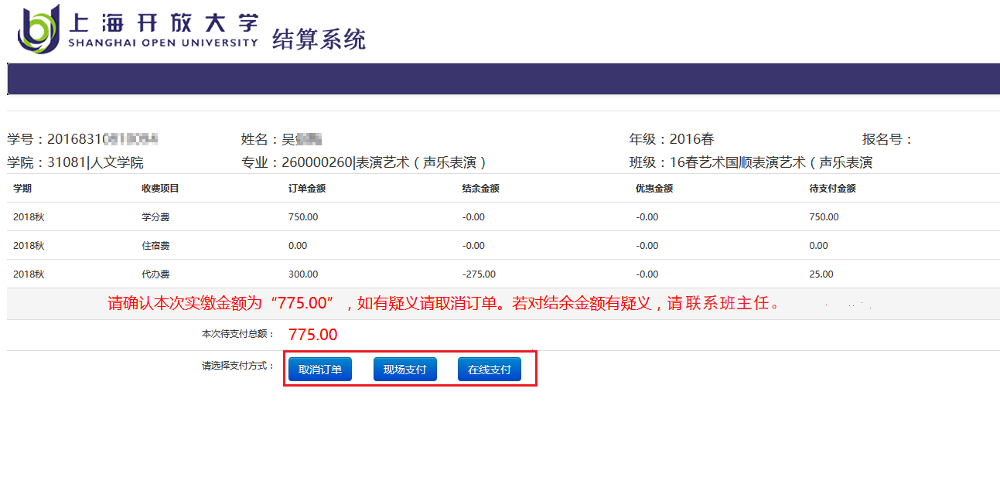 上海开放大学
SHANGHAI OPEN UNIVERSITY 结算系统
学号：20168310 姓名：吴 年级：2016春 报名号：
学院：31081|人文学院 专业：260000260|表演艺术（声乐表演） 班级：16春艺术国顺表演艺术（声乐表演
学期 收费项目 订单金额 结余金额 优惠金额 待支付金额
2018秋 学分费 750.00 -0.00 -0.00 750.00
2018秋 住宿费 0.00 -0.00 -0.00 0.00
2018秋 代办费 300.00 -275.00 -0.00 25.00
请确认本次实缴金额为“775.00”，如有疑义请取消订单。若对结余金额有疑义，请联系班主任。
本次待支付总额： 775.00
请选择支付方式： 取消订单 现场支付 在线支付